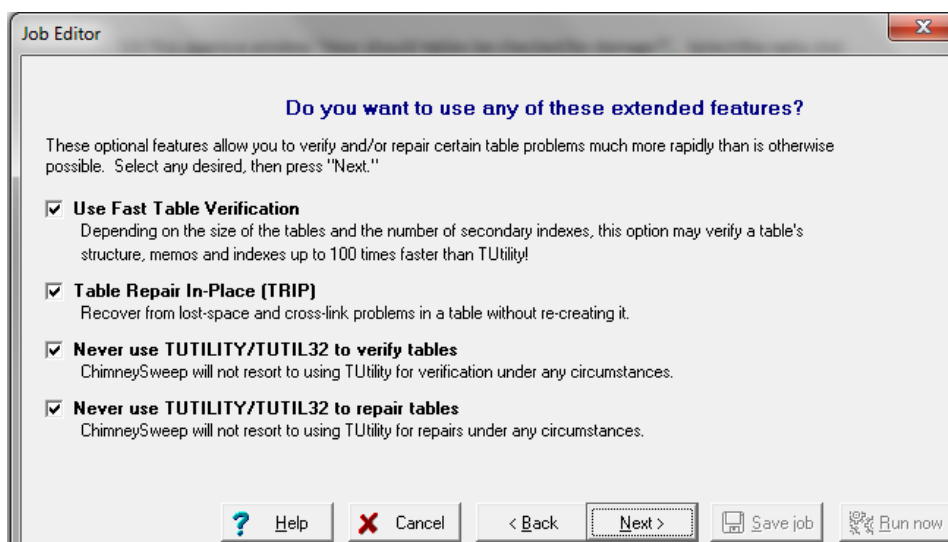 Job Editor
Do you want to use any of these extended features?
These optional features allow you to verify and/or repair certain table problems much more rapidly than is otherwise
possible. Select any desired, then press "Next."
Use Fast Table Verification
Depending on the size of the tables and the number of secondary indexes, this option may verify a table's
structure, memos and indexes up to 100 times faster than TUtility!
Table Repair In-Place (TRIP)
Recover from lost-space and cross-link problems in a table without re-creating it.
Never use TUTILITY/TUTIL32 to verify tables
ChimneySweep will not resort to using TUtility for verification under any circumstances.
Never use TUTILITY/TUTIL32 to repair tables
ChimneySweep will not resort to using TUtility for repairs under any circumstances.
? Help Cancel < Back Next > Save job Run now